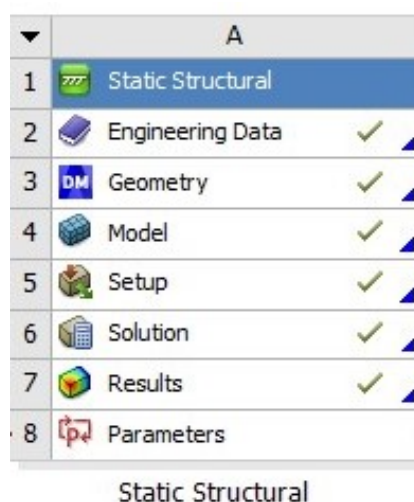 A
1 Static Structural
2 Engineering Data
3 DM Geometry
4 Model
5 Setup
6 Solution
7 Results
8 Parameters
Static Structural